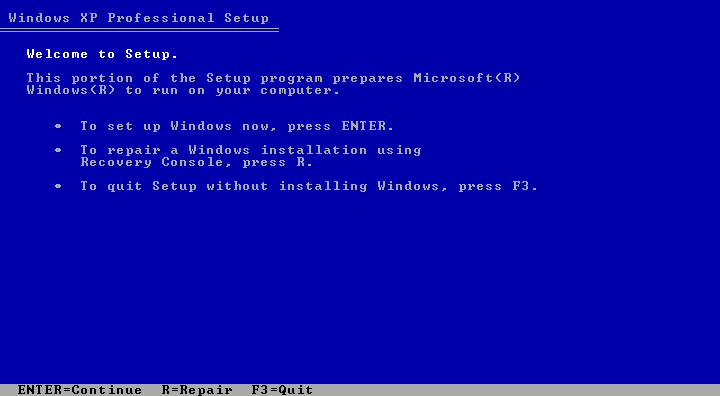 Windows XP Professional Setup
Welcome to Setup.
This portion of the Setup program prepares Microsoft(R)
Windows(R) to run on your computer.
• To set up Windows now, press ENTER.
• To repair a Windows installation using
Recovery Console, press R.
• To quit Setup without installing Windows, press F3.
ENTER=Continue R=Repair F3=Quit